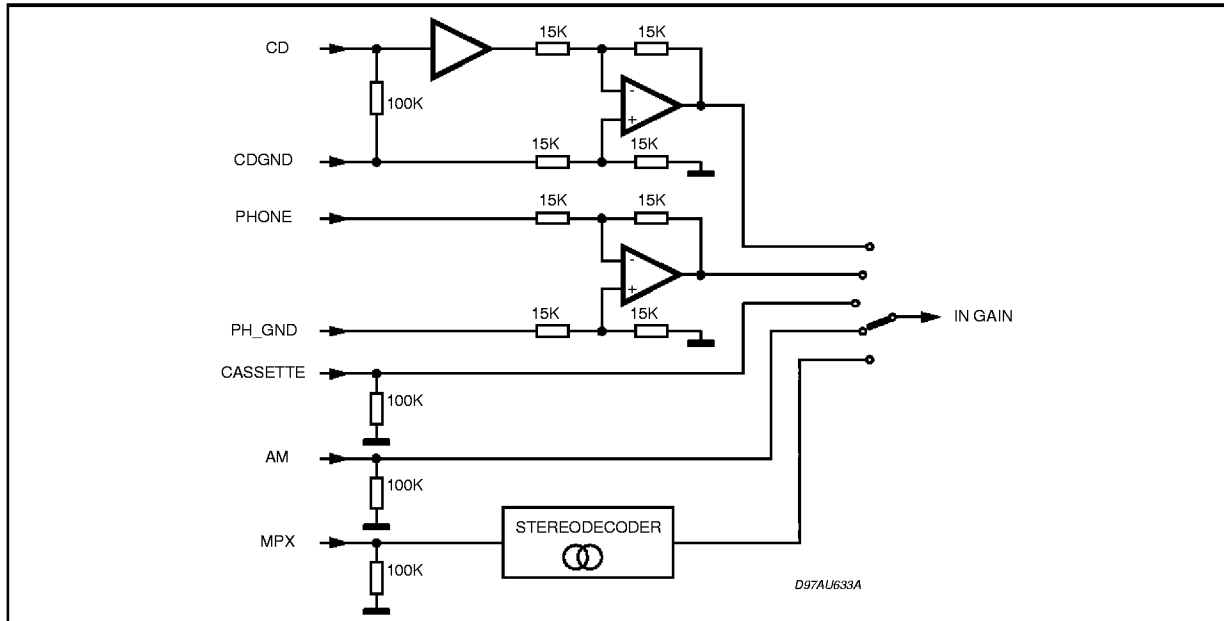 15K 15K
CD
100K
-
+
15K 15K
CDGND
15K 15K
PHONE
-
+
15K 15K
PH_GND
IN GAIN
CASSETTE
100K
AM
100K
STEREODECODER
MPX
100K
D97AU633A